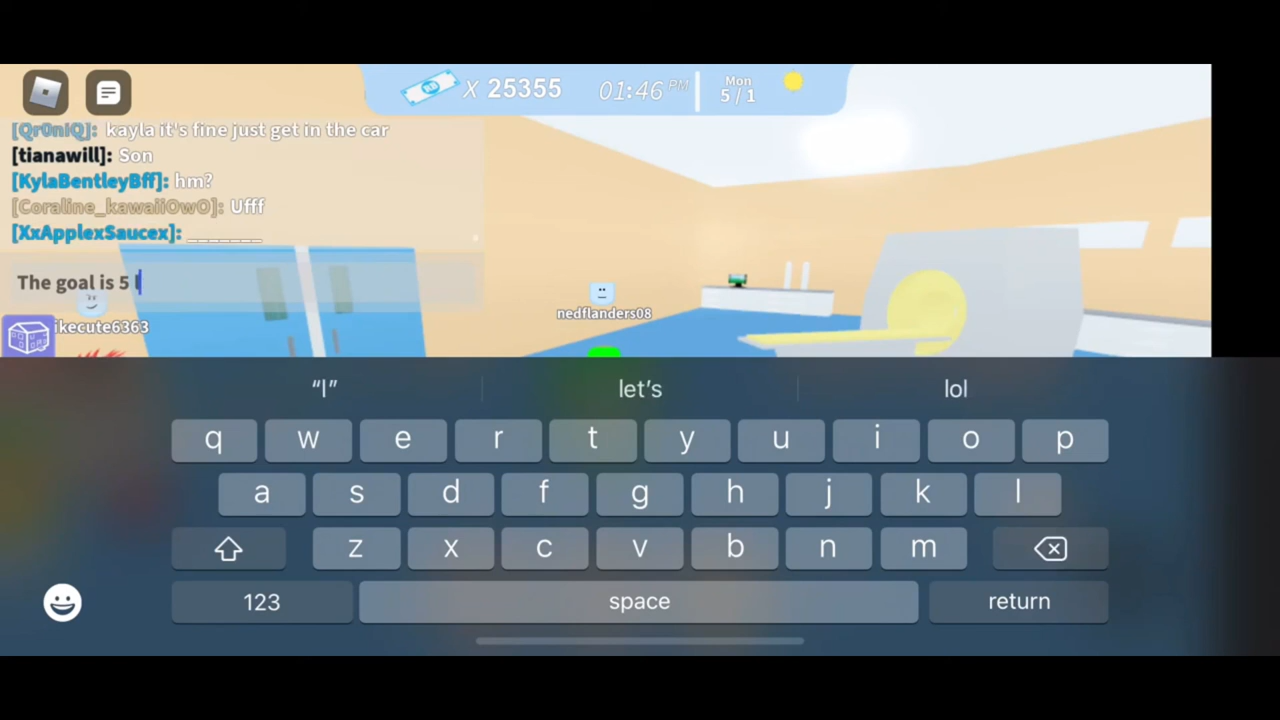 X 25355 01:46 PM Mon
5 / 1
[Qr0niQ]: kayla it's fine just get in the car
[tianawill]: Son
[KylaBentleyBff]: hm?
[Coraline_kawaiiOwO]: Ufff
[XxApplexSaucex]: _______
The goal is 5 l
ikecute6363
nedflanders08
“l” let’s lol
q w e r t y u i o p
a s d f g h j k l
z x c v b n m
123 space return